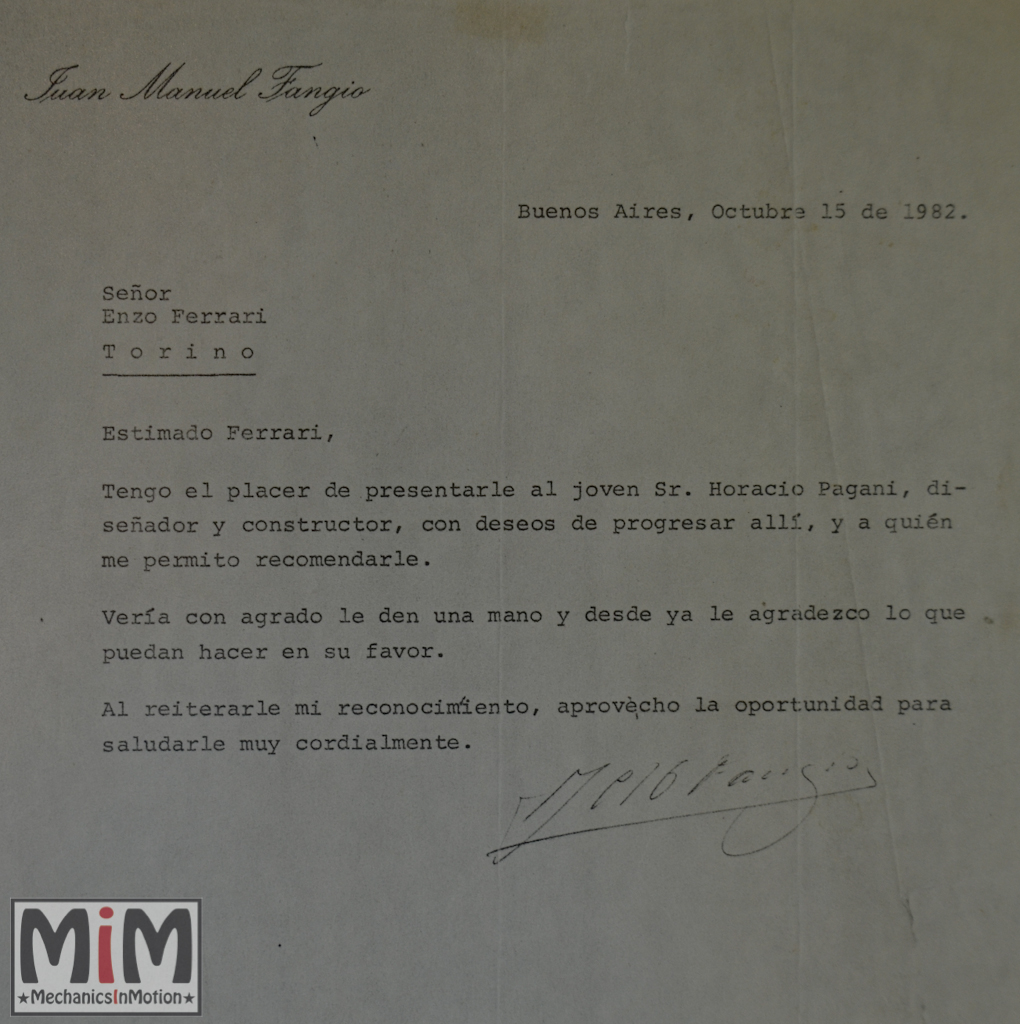 Juan Manuel Fangio
Buenos Aires, Octubre 15 de 1982.
Señor
Enzo Ferrari
T o r i n o
Estimado Ferrari,
Tengo el placer de presentarle al joven Sr. Horacio Pagani, di-
señador y constructor, con deseos de progresar allí, y a quién
me permito recomendarle.
Vería con agrado le den una mano y desde ya le agradezco lo que
puedan hacer en su favor.
Al reiterarle mi reconocimiento, aprovecho la oportunidad para
saludarle muy cordialmente.
Fangio
MiM
★MechanicsInMotion★